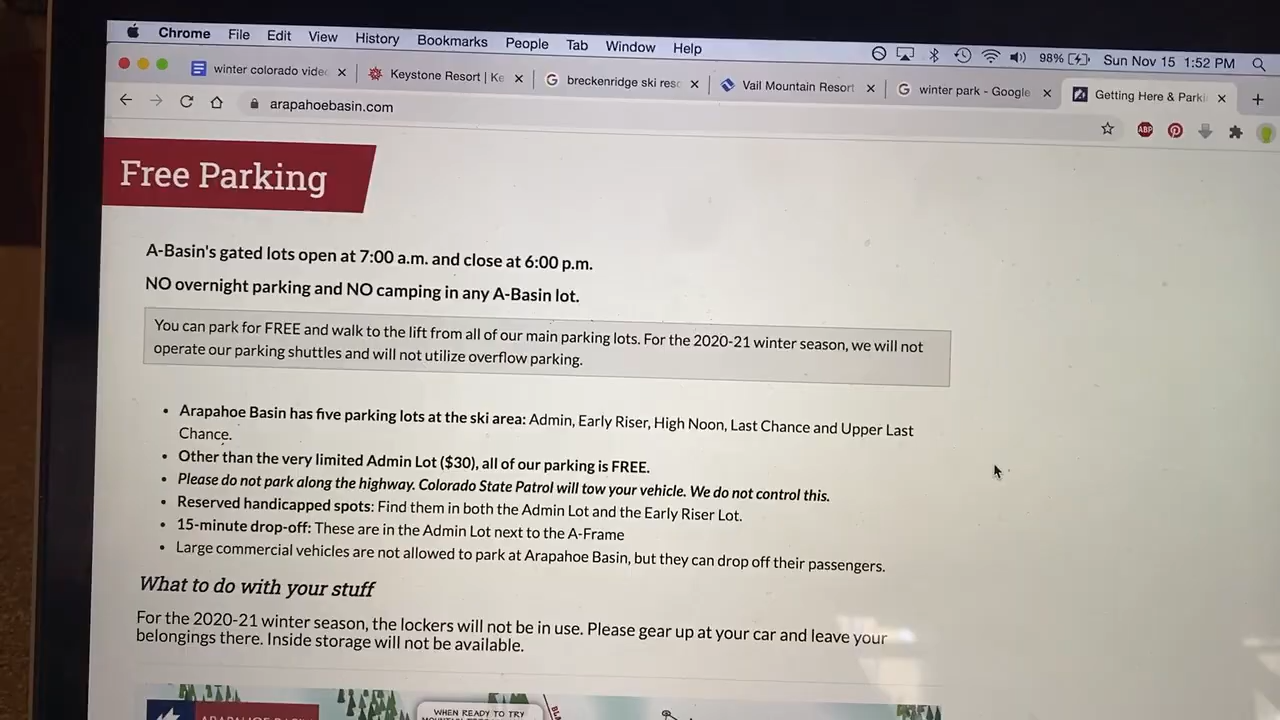 Chrome File Edit View History Bookmarks People Tab Window Help 98% Sun Nov 15 1:52 PM
winter colorado vide Keystone Resort | Ke breckenridge ski reso Vail Mountain Resort winter park - Google Getting Here & Parki
arapahoebasin.com ABP
Free Parking
A-Basin's gated lots open at 7:00 a.m. and close at 6:00 p.m.
NO overnight parking and NO camping in any A-Basin lot.
You can park for FREE and walk to the lift from all of our main parking lots. For the 2020-21 winter season, we will not
operate our parking shuttles and will not utilize overflow parking.
• Arapahoe Basin has five parking lots at the ski area: Admin, Early Riser, High Noon, Last Chance and Upper Last
Chance.
• Other than the very limited Admin Lot ($30), all of our parking is FREE.
• Please do not park along the highway. Colorado State Patrol will tow your vehicle. We do not control this.
• Reserved handicapped spots: Find them in both the Admin Lot and the Early Riser Lot.
• 15-minute drop-off: These are in the Admin Lot next to the A-Frame
• Large commercial vehicles are not allowed to park at Arapahoe Basin, but they can drop off their passengers.
What to do with your stuff
For the 2020-21 winter season, the lockers will not be in use. Please gear up at your car and leave your
belongings there. Inside storage will not be available.
WHEN READY TO TRY